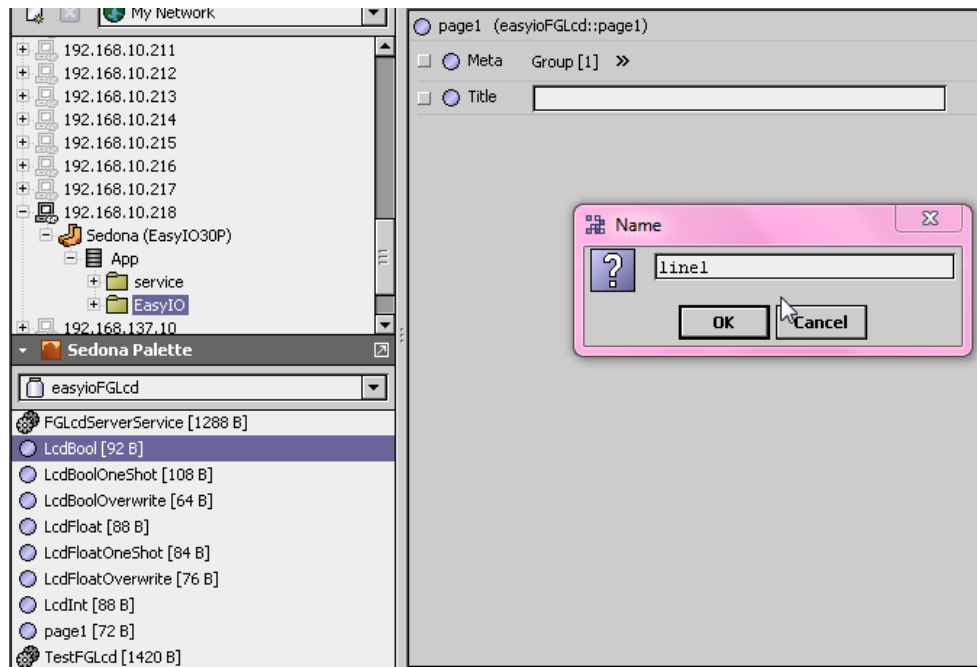 My Network
192.168.10.211
192.168.10.212
192.168.10.213
192.168.10.214
192.168.10.215
192.168.10.216
192.168.10.217
192.168.10.218
Sedona (EasyIO30P)
App
service
EasyIO
192.168.137.10
Sedona Palette
easyioFGLcd
FGLcdServerService [1288 B]
LcdBool [92 B]
LcdBoolOneShot [108 B]
LcdBoolOverwrite [64 B]
LcdFloat [88 B]
LcdFloatOneShot [84 B]
LcdFloatOverwrite [76 B]
LcdInt [88 B]
page1 [72 B]
TestFGLcd [1420 B]
page1 (easyioFGLcd::page1)
Meta Group [1] »
Title
Name
line1
OK Cancel